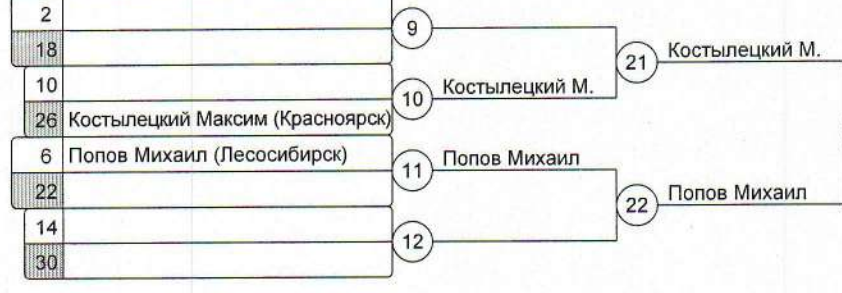 2
9
18
21 Костылецкий М.
10
10 Костылецкий М.
26 Костылецкий Максим (Красноярск)
6 Попов Михаил (Лесосибирск)
11 Попов Михаил
22
22 Попов Михаил
14
12
30